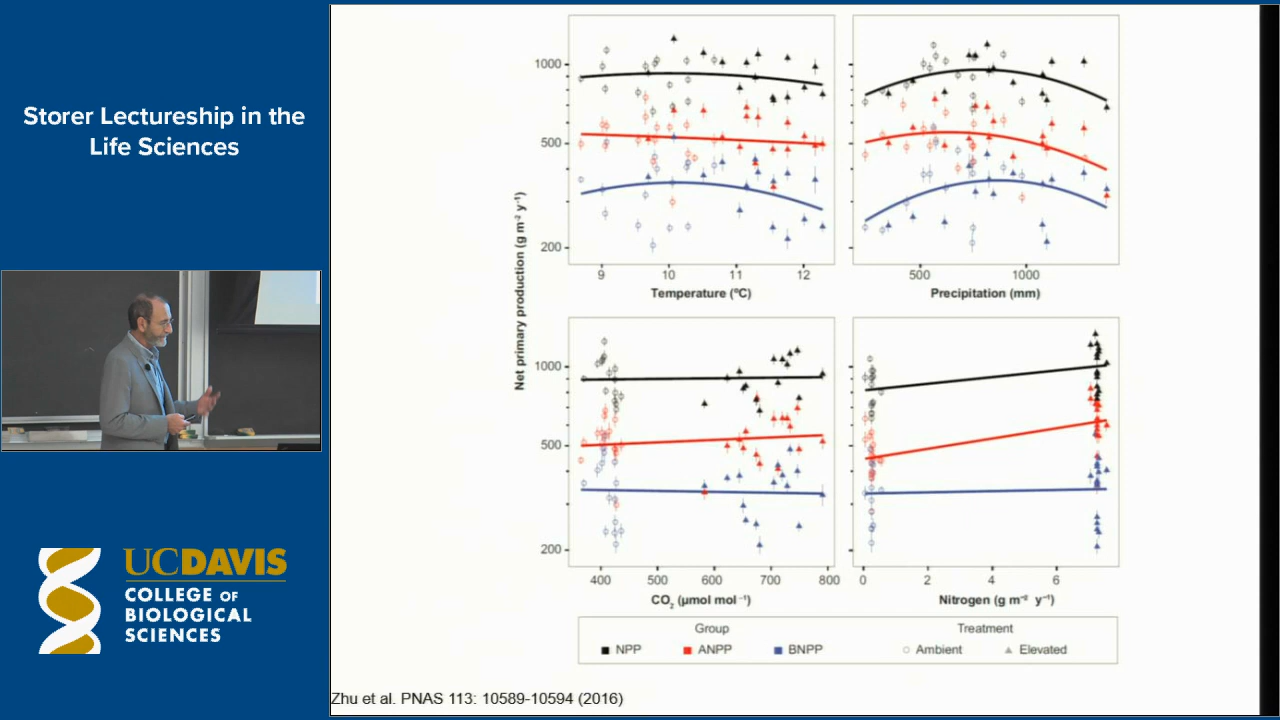 Storer Lectureship in the
Life Sciences
UCDAVIS
COLLEGE OF
BIOLOGICAL
SCIENCES
Net primary production (g m⁻² y⁻¹)
1000
500
200
9 10 11 12
Temperature (ºC)
500 1000
Precipitation (mm)
1000
500
200
400 500 600 700 800
CO₂ (µmol mol⁻¹)
0 2 4 6
Nitrogen (g m⁻² y⁻¹)
Group Treatment
NPP ANPP BNPP Ambient Elevated
Zhu et al. PNAS 113: 10589-10594 (2016)